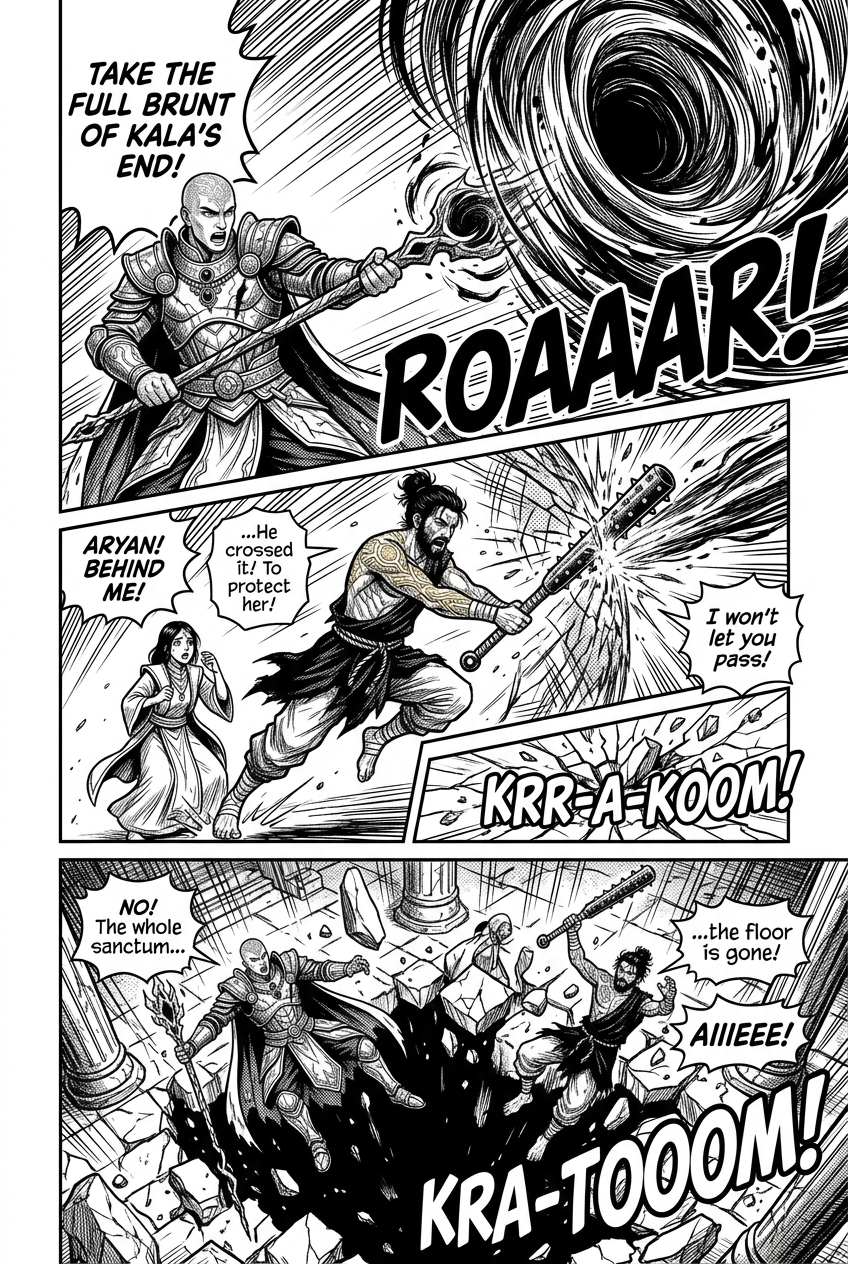 TAKE THE
FULL BRUNT
OF KALA'S
END!
ROAAAR!
ARYAN!
BEHIND
ME!
...He
crossed
it! To
protect
her!
I won't
let you
pass!
KRR-A-KOOM!
NO!
The whole
sanctum...
...the floor
is gone!
AIIIEEE!
KRA-TOOOM!